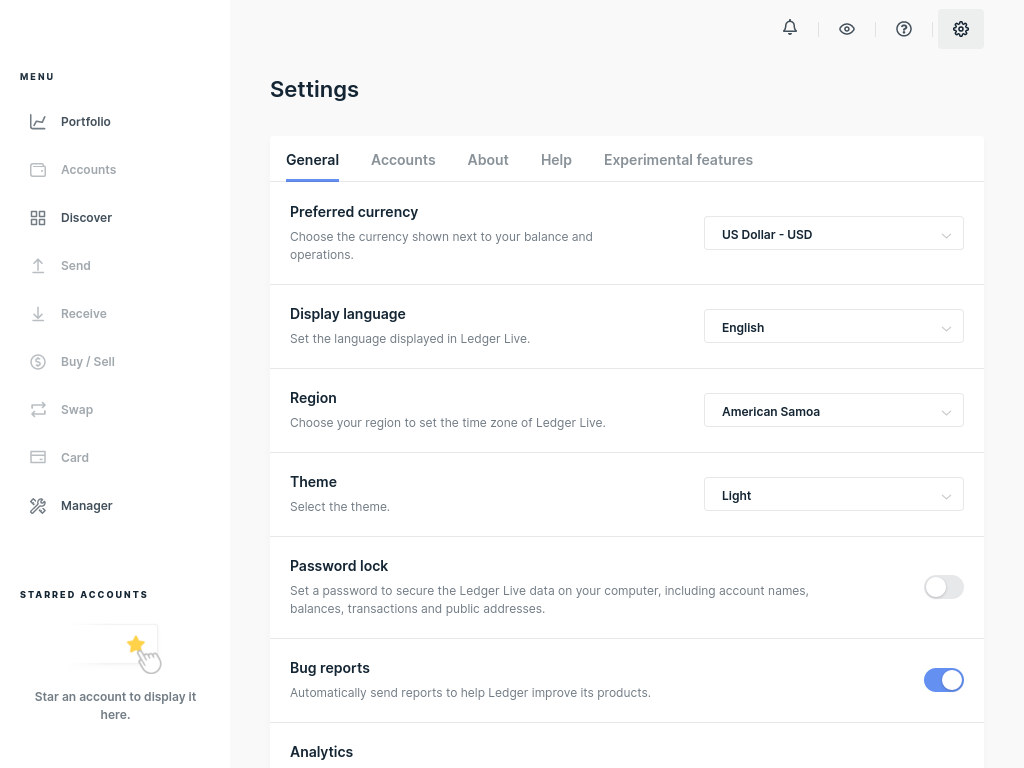 MENU
Portfolio
Accounts
Discover
Send
Receive
Buy / Sell
Swap
Card
Manager
STARRED ACCOUNTS
Star an account to display it
here.
Settings
General
Accounts
About
Help
Experimental features
Preferred currency
Choose the currency shown next to your balance and
operations.
US Dollar - USD
Display language
Set the language displayed in Ledger Live.
English
Region
Choose your region to set the time zone of Ledger Live.
American Samoa
Theme
Select the theme.
Light
Password lock
Set a password to secure the Ledger Live data on your computer, including account names,
balances, transactions and public addresses.
Bug reports
Automatically send reports to help Ledger improve its products.
Analytics